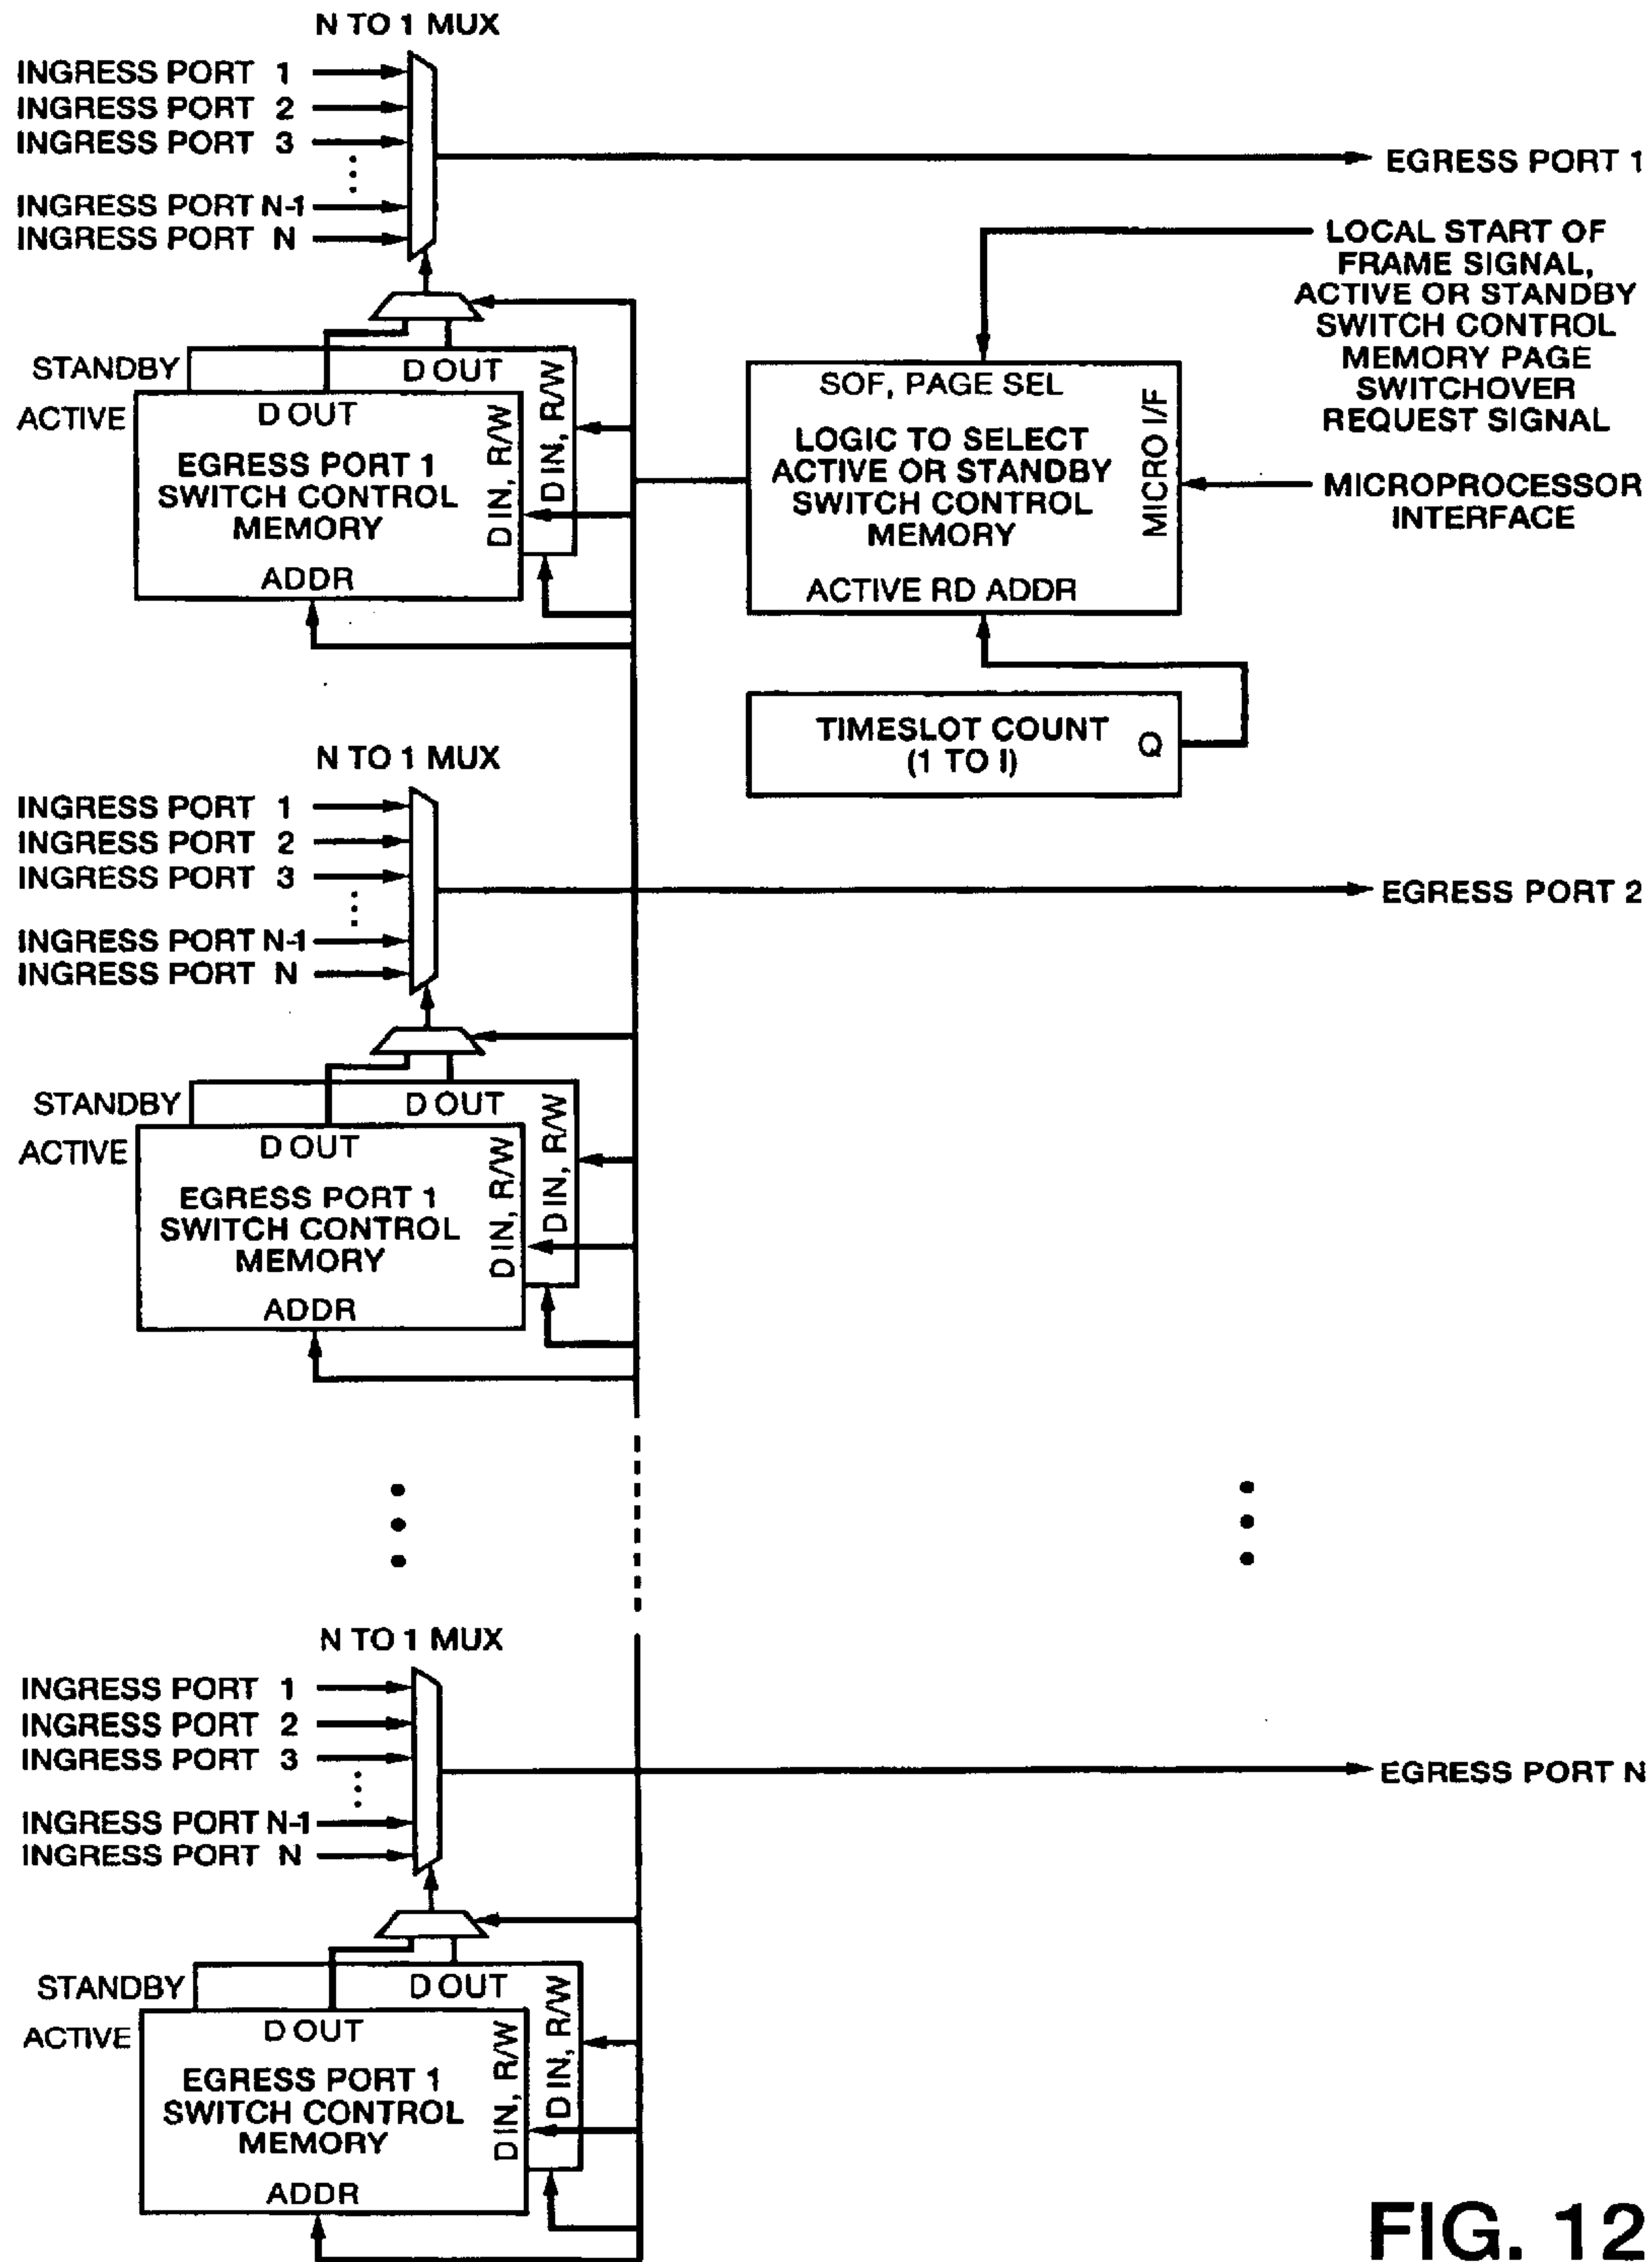 N TO 1 MUX
INGRESS PORT 1
INGRESS PORT 2
INGRESS PORT 3
INGRESS PORT N-1
INGRESS PORT N
EGRESS PORT 1
LOCAL START OF
FRAME SIGNAL,
ACTIVE OR STANDBY
SWITCH CONTROL
MEMORY PAGE
SWITCHOVER
REQUEST SIGNAL
MICROPROCESSOR
INTERFACE
STANDBY
D OUT
D IN, R/W
ACTIVE
D OUT
D IN, R/W
EGRESS PORT 1
SWITCH CONTROL
MEMORY
ADDR
SOF, PAGE SEL
MICRO I/F
LOGIC TO SELECT
ACTIVE OR STANDBY
SWITCH CONTROL
MEMORY
ACTIVE RD ADDR
TIMESLOT COUNT
(1 TO I)
Q
N TO 1 MUX
INGRESS PORT 1
INGRESS PORT 2
INGRESS PORT 3
INGRESS PORT N-1
INGRESS PORT N
EGRESS PORT 2
STANDBY
D OUT
D IN, R/W
ACTIVE
D OUT
D IN, R/W
EGRESS PORT 1
SWITCH CONTROL
MEMORY
ADDR
N TO 1 MUX
INGRESS PORT 1
INGRESS PORT 2
INGRESS PORT 3
INGRESS PORT N-1
INGRESS PORT N
EGRESS PORT N
STANDBY
D OUT
D IN, R/W
ACTIVE
D OUT
D IN, R/W
EGRESS PORT 1
SWITCH CONTROL
MEMORY
ADDR
FIG. 12